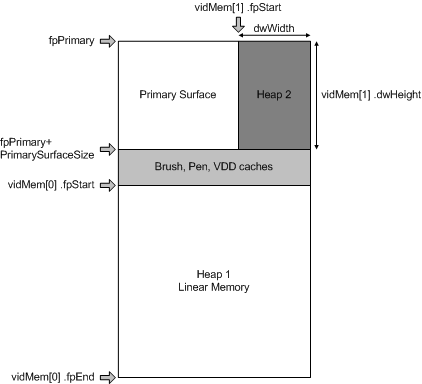 vidMem[1] .fpStart
dwWidth
fpPrimary
Primary Surface
Heap 2
vidMem[1] .dwHeight
fpPrimary+
PrimarySurfaceSize
Brush, Pen, VDD caches
vidMem[0] .fpStart
Heap 1
Linear Memory
vidMem[0] .fpEnd